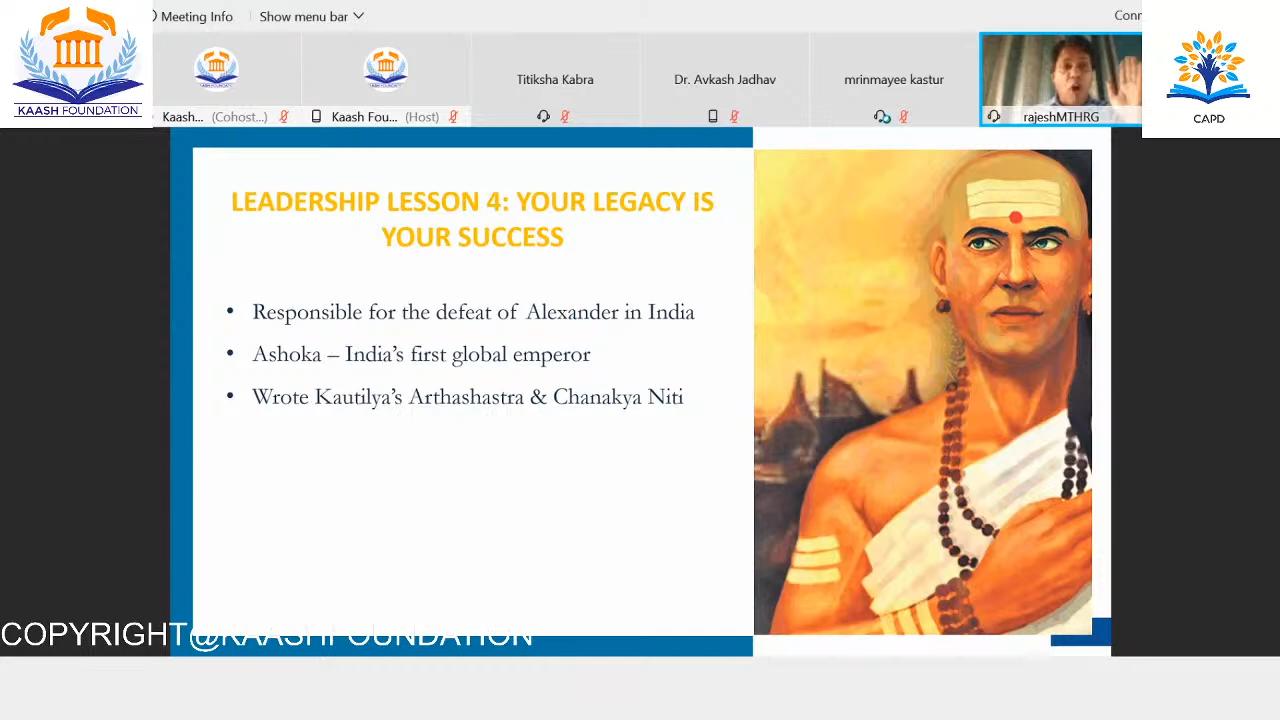 Meeting Info
Show menu bar
Conn
KAASH FOUNDATION
Kaash... (Cohost...)
Kaash Fou... (Host)
Titiksha Kabra
Dr. Avkash Jadhav
mrinmayee kastur
rajeshMTHRG
CAPD
LEADERSHIP LESSON 4: YOUR LEGACY IS
YOUR SUCCESS
• Responsible for the defeat of Alexander in India
• Ashoka – India’s first global emperor
• Wrote Kautilya’s Arthashastra & Chanakya Niti
COPYRIGHT@KAASHFOUNDATION